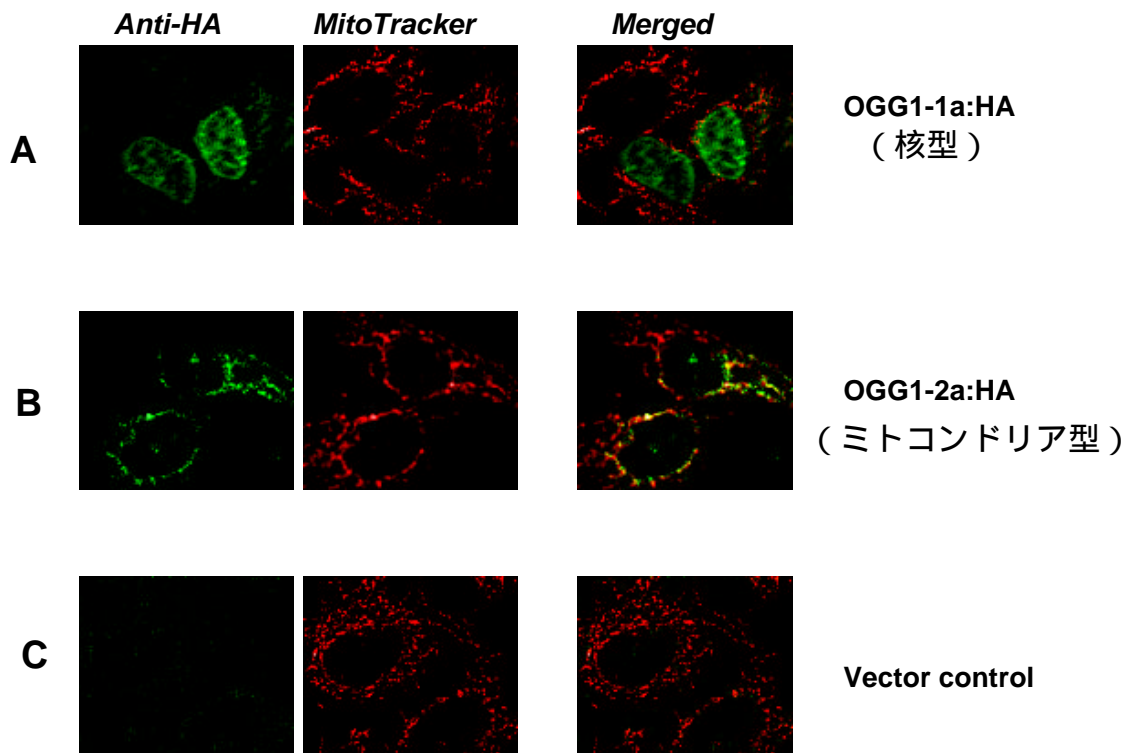 Anti-HA MitoTracker Merged
A
OGG1-1a:HA
（核型）
B
OGG1-2a:HA
（ミトコンドリア型）
C
Vector control